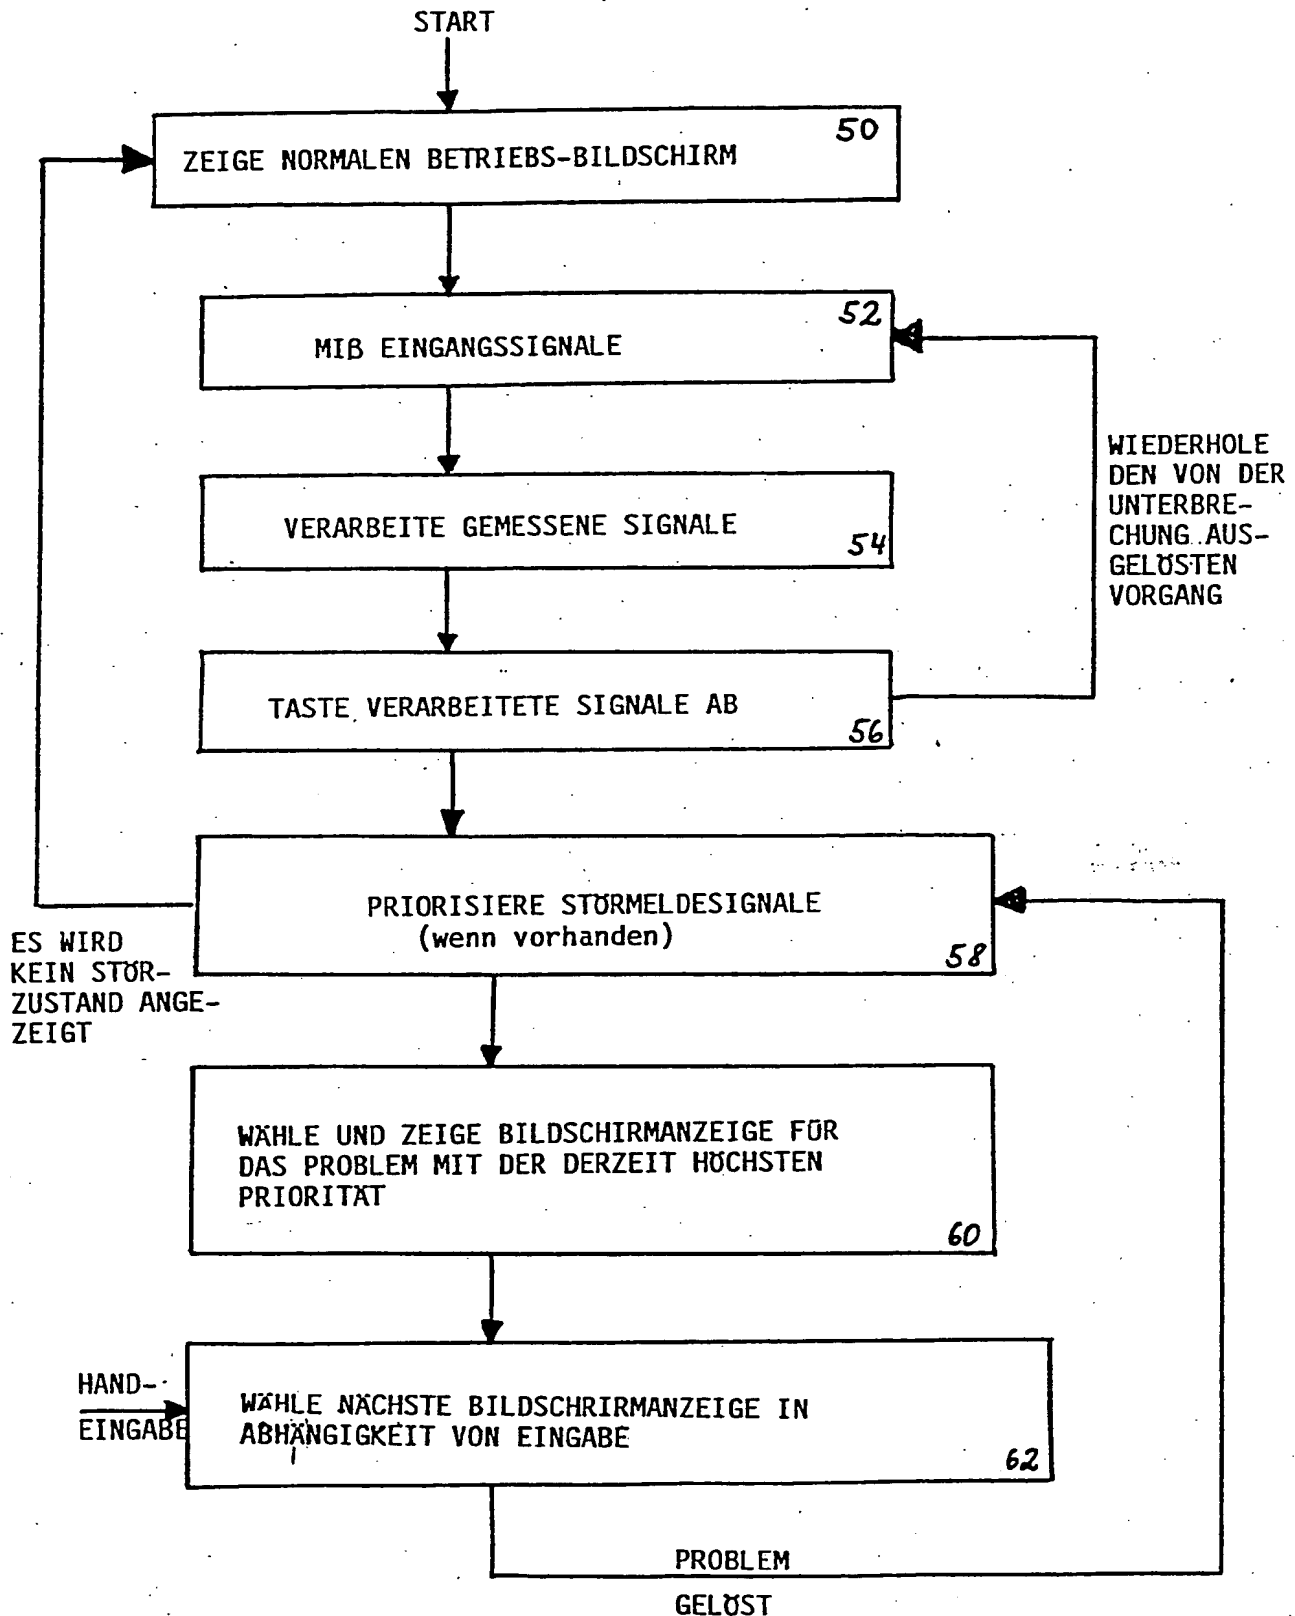 START
50
ZEIGE NORMALEN BETRIEBS-BILDSCHIRM
52
MIß EINGANGSSIGNALE
WIEDERHOLE
DEN VON DER
UNTERBRE-
CHUNG AUS-
GELÖSTEN
VORGANG
VERARBEITE GEMESSENE SIGNALE
54
TASTE VERARBEITETE SIGNALE AB
56
PRIORISIERE STÖRMELDESIGNALE
(wenn vorhanden)
58
ES WIRD
KEIN STÖR-
ZUSTAND ANGE-
ZEIGT
WÄHLE UND ZEIGE BILDSCHIRMANZEIGE FÜR
DAS PROBLEM MIT DER DERZEIT HÖCHSTEN
PRIORITÄT
60
HAND-
EINGABE
WÄHLE NÄCHSTE BILDSCHRIRMANZEIGE IN
ABHÄNGIGKEIT VON EINGABE
62
PROBLEM
GELÖST